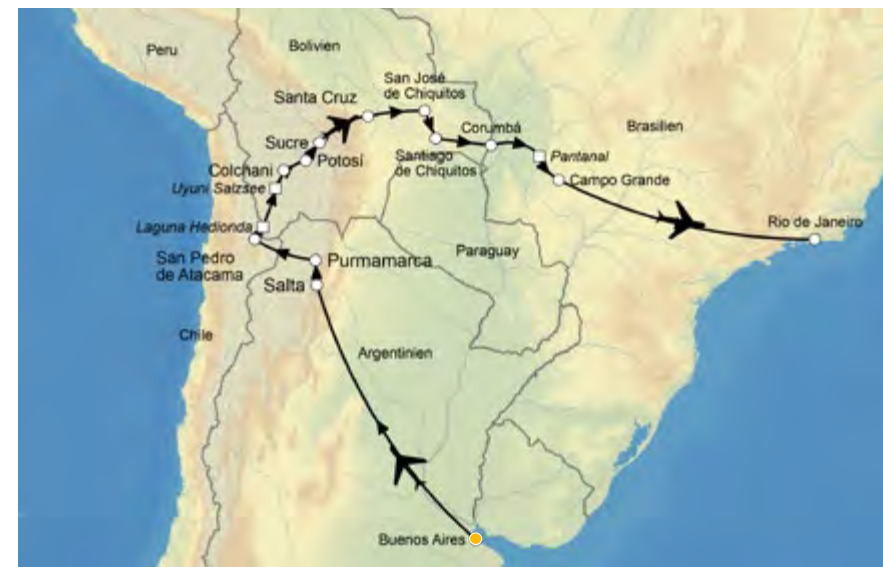 Peru
Bolivien
San José
de Chiquitos
Santa Cruz
Brasilien
Corumbá
Sucre
Santiago
de Chiquitos
Pantanal
Potosí
Colchani
Campo Grande
Uyuni Salzsee
Rio de Janeiro
Laguna Hedionda
Paraguay
San Pedro
de Atacama
Purmamarca
Salta
Chile
Argentinien
Buenos Aires